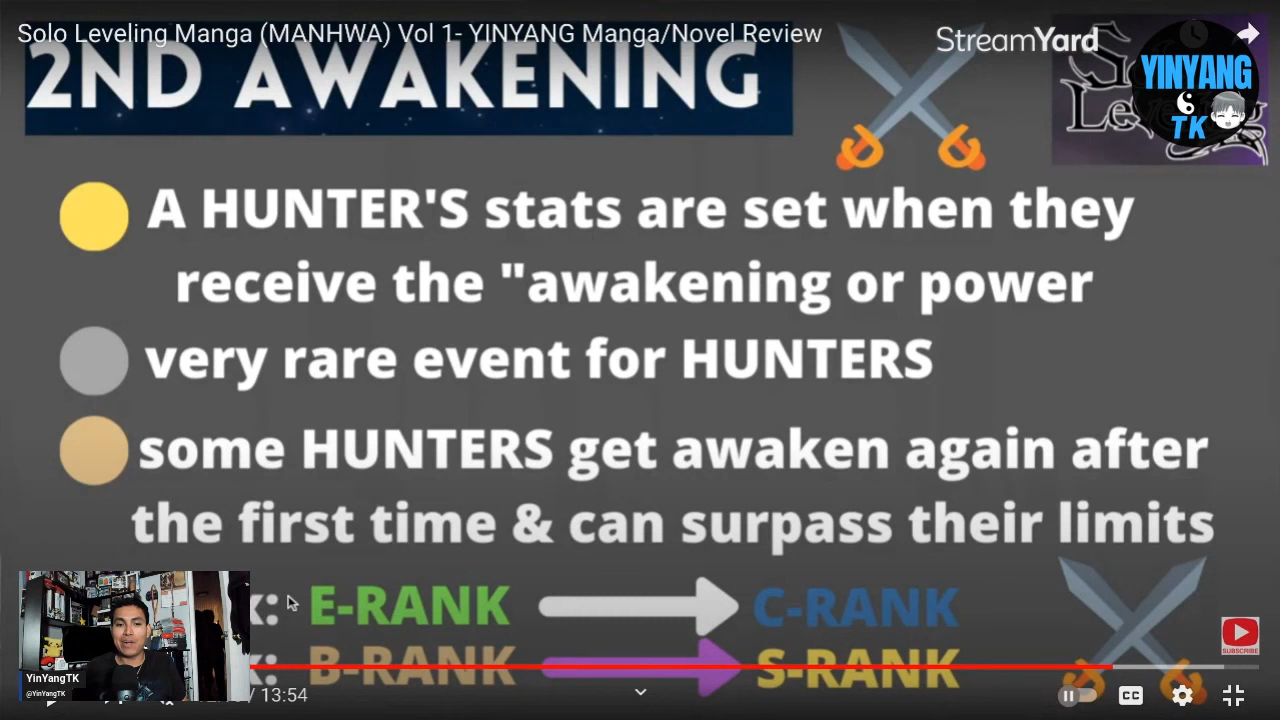 Solo Leveling Manga (MANHWA) Vol 1- YINYANG Manga/Novel Review
StreamYard
2ND AWAKENING
YINYANG
TK
A HUNTER'S stats are set when they
receive the "awakening or power
very rare event for HUNTERS
some HUNTERS get awaken again after
the first time & can surpass their limits
x: E-RANK C-RANK
x: B-RANK S-RANK
SUBSCRIBE
YinYangTK
@YinYangTK
/ 13:54
CC